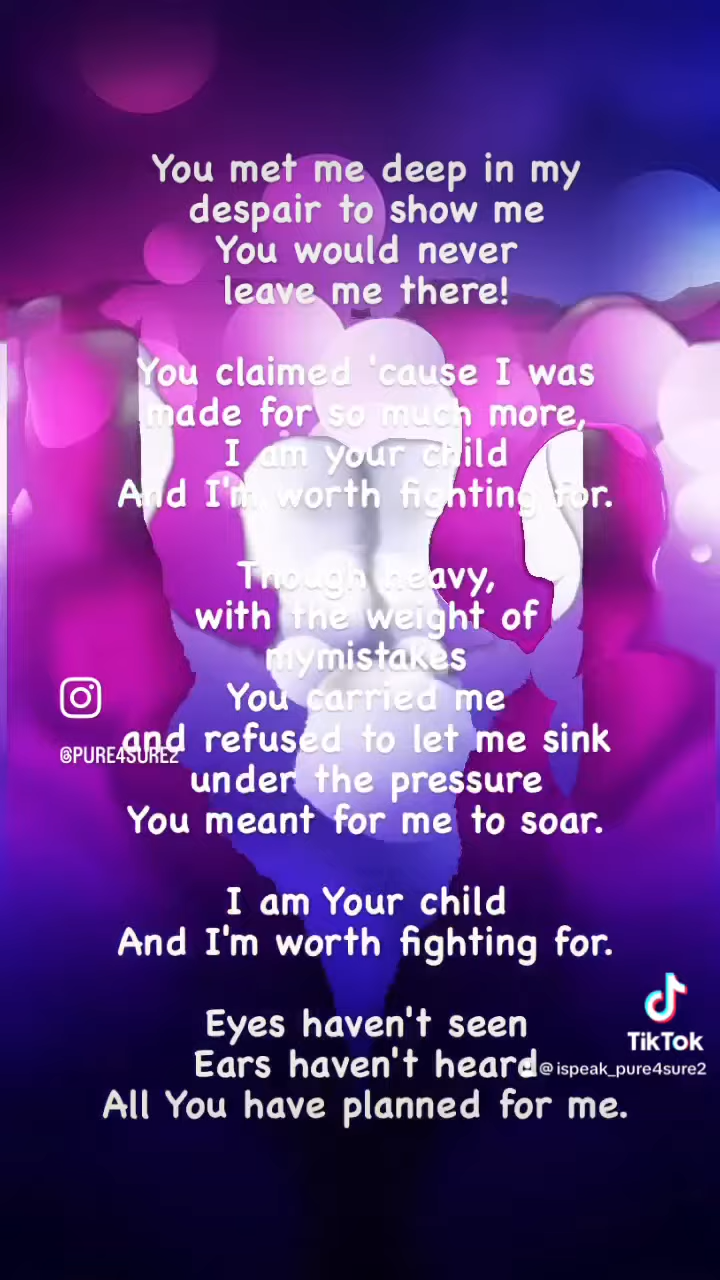 You met me deep in my
despair to show me
You would never
leave me there!
You claimed 'cause I was
made for so much more,
I am your child
And I'm worth fighting for.
Though heavy,
with the weight of
mymistakes
You carried me
and refused to let me sink
under the pressure
You meant for me to soar.
@PURE4SURE2
I am Your child
And I'm worth fighting for.
Eyes haven't seen
Ears haven't heard
All You have planned for me.
TikTok
@ispeak_pure4sure2